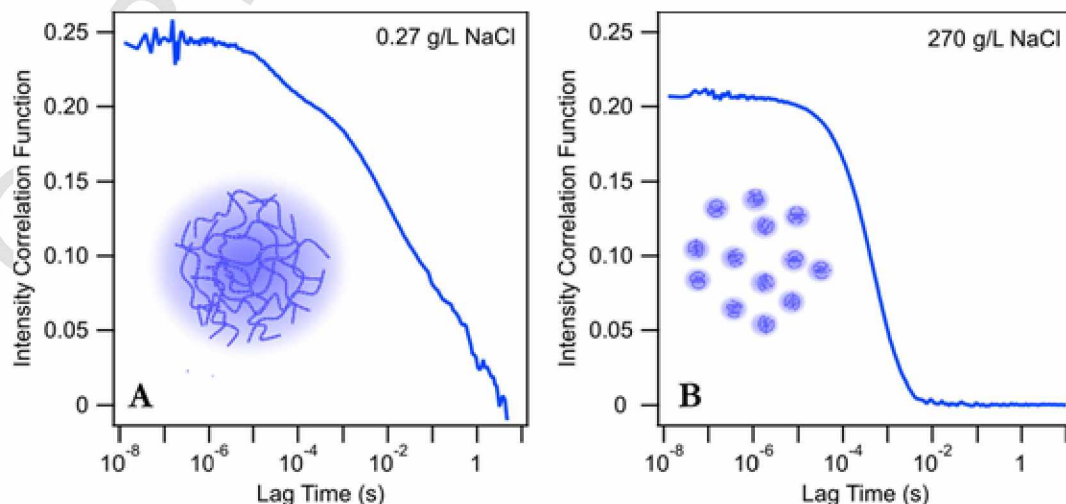 0.27 g/L NaCl
0.25
0.20
0.15
0.10
0.05
0
Intensity Correlation Function
A
10⁻⁸
10⁻⁶
10⁻⁴
10⁻²
1
Lag Time (s)
270 g/L NaCl
0.25
0.20
0.15
0.10
0.05
0
Intensity Correlation Function
B
10⁻⁸
10⁻⁶
10⁻⁴
10⁻²
1
Lag Time (s)